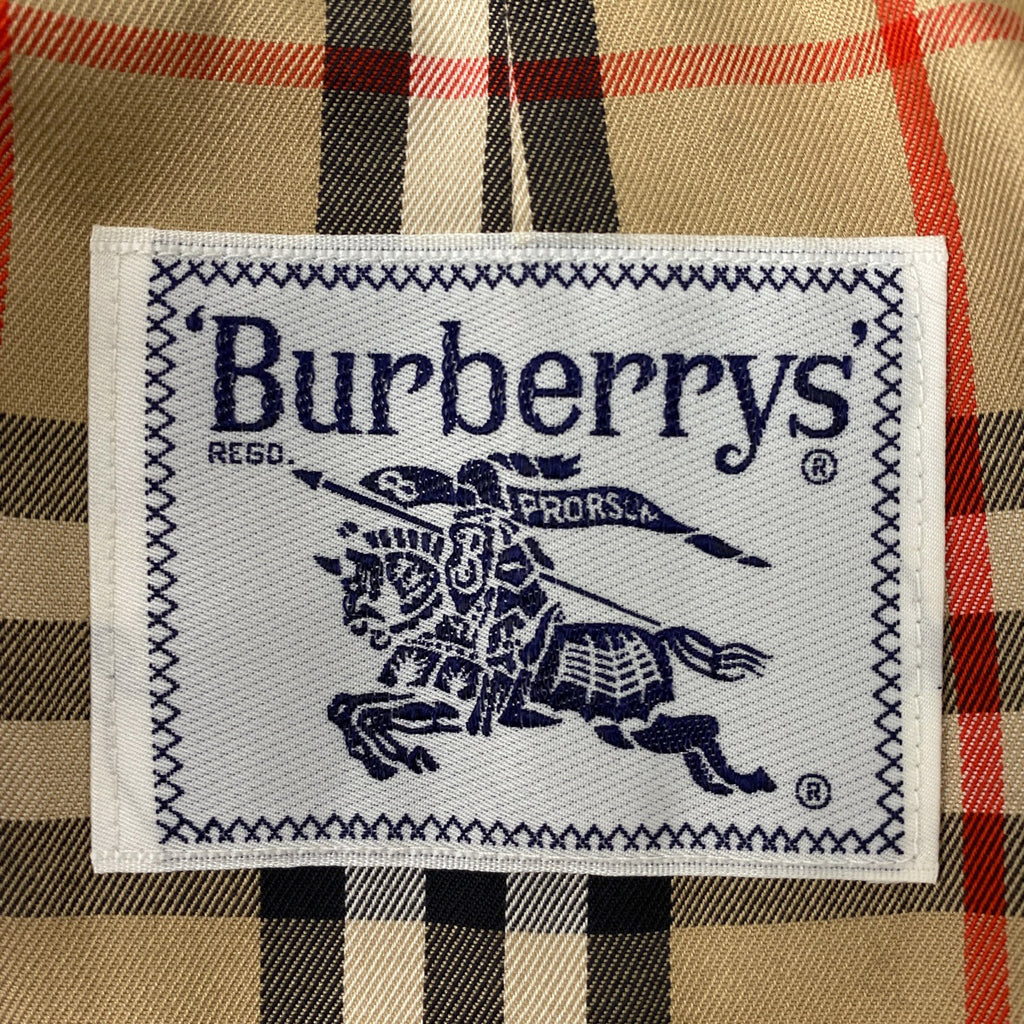 'Burberrys'
REGD.
®
PRORSUM
B
®